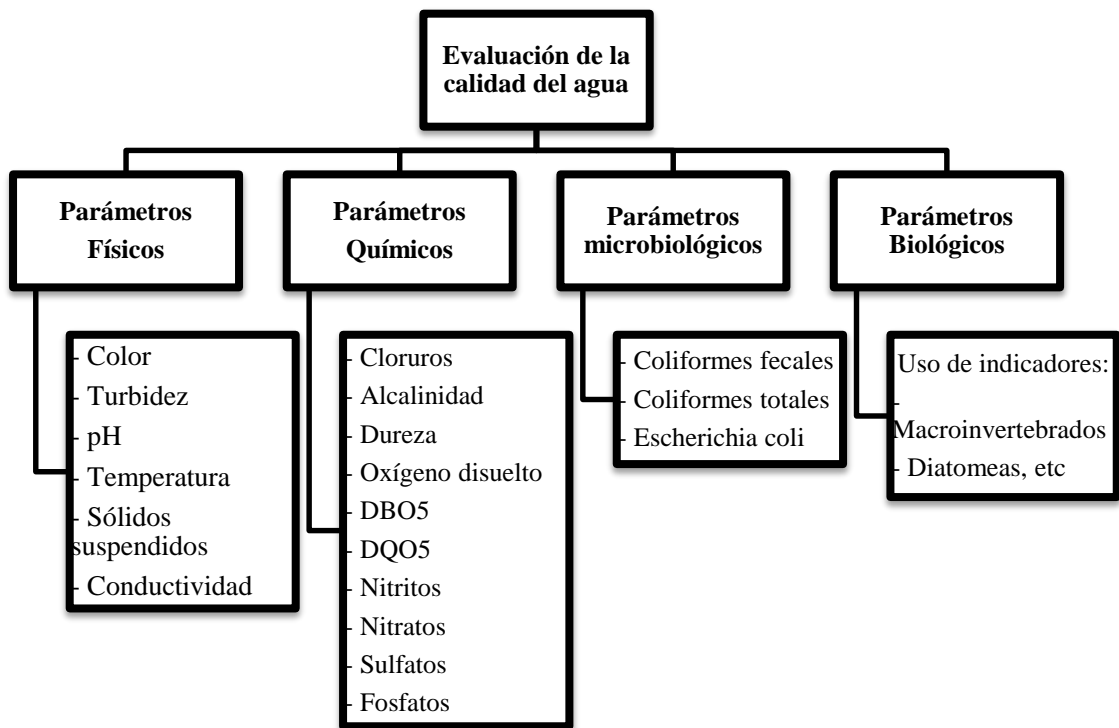 Evaluación de la
calidad del agua
Parámetros
Físicos
Parámetros
Químicos
Parámetros
microbiológicos
Parámetros
Biológicos
- Color
- Turbidez
- pH
- Temperatura
- Sólidos
suspendidos
- Conductividad
- Cloruros
- Alcalinidad
- Dureza
- Oxígeno disuelto
- DBO5
- DQO5
- Nitritos
- Nitratos
- Sulfatos
- Fosfatos
- Coliformes fecales
- Coliformes totales
- Escherichia coli
Uso de indicadores:
-
Macroinvertebrados
- Diatomeas, etc